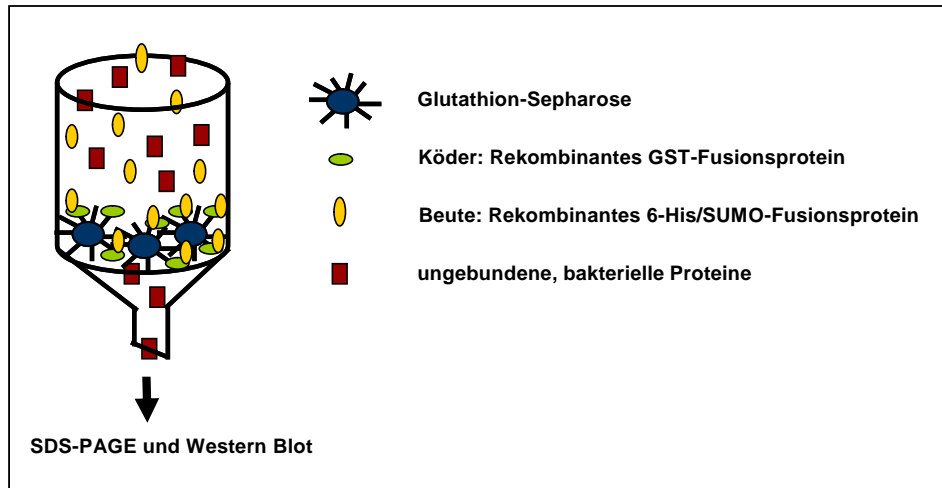 Glutathion-Sepharose
Köder: Rekombinantes GST-Fusionsprotein
Beute: Rekombinantes 6-His/SUMO-Fusionsprotein
ungebundene, bakterielle Proteine
SDS-PAGE und Western Blot